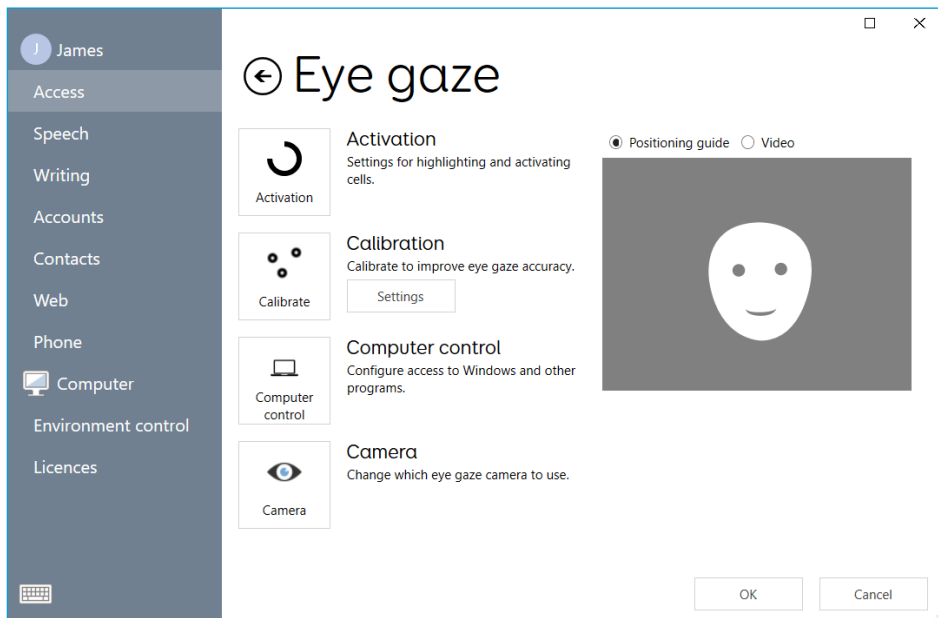 J James
Access
Speech
Writing
Accounts
Contacts
Web
Phone
Computer
Environment control
Licences
Eye gaze
Activation
Activation
Settings for highlighting and activating
cells.
Calibrate
Calibration
Calibrate to improve eye gaze accuracy.
Settings
Computer
control
Computer control
Configure access to Windows and other
programs.
Camera
Camera
Change which eye gaze camera to use.
Positioning guide Video
OK Cancel